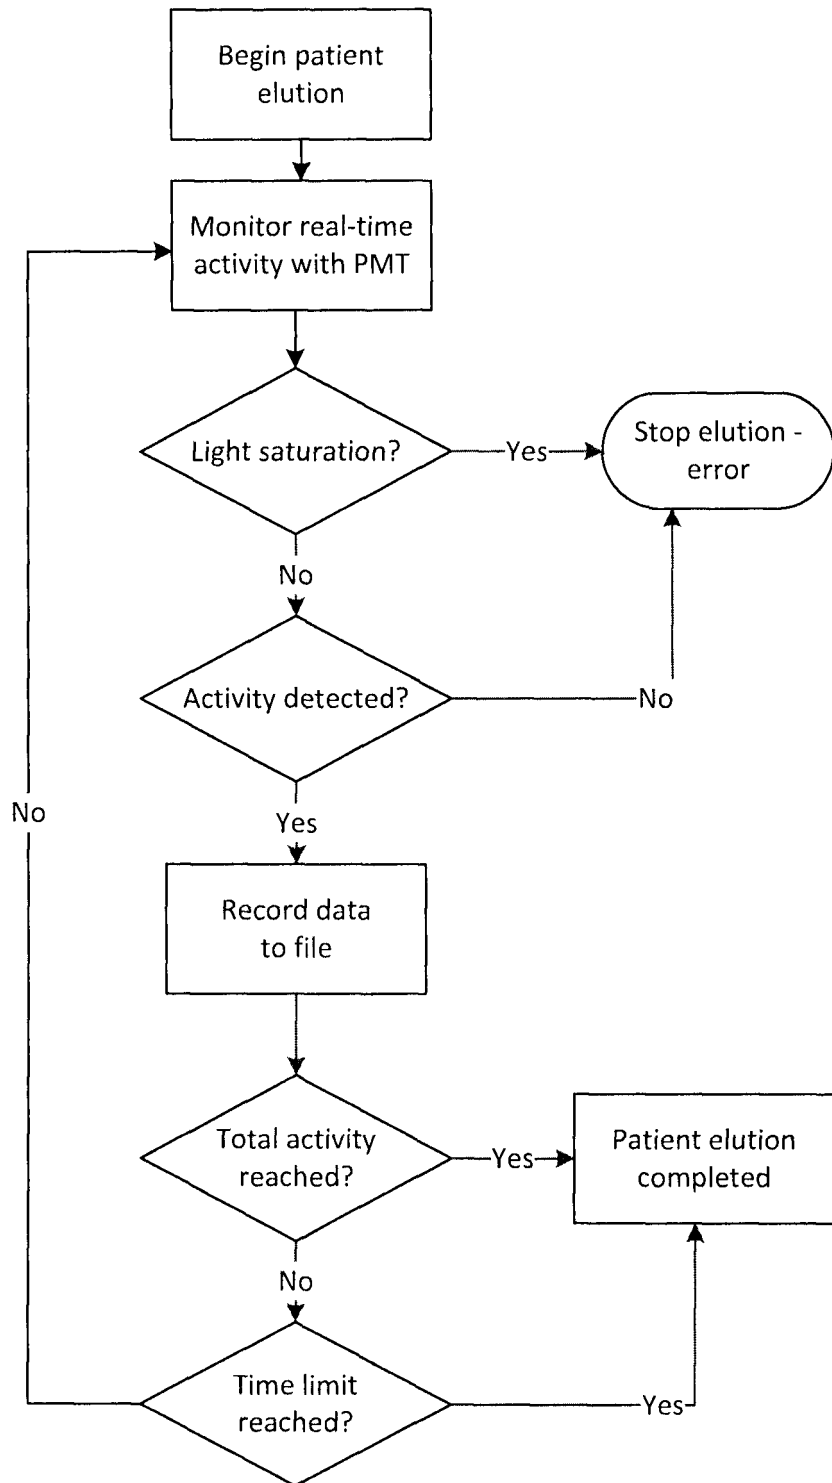 Begin patient
elution
Monitor real-time
activity with PMT
Light saturation?
Yes
Stop elution -
error
No
Activity detected?
No
Yes
No
Record data
to file
Total activity
reached?
Yes
Patient elution
completed
No
Time limit
reached?
Yes